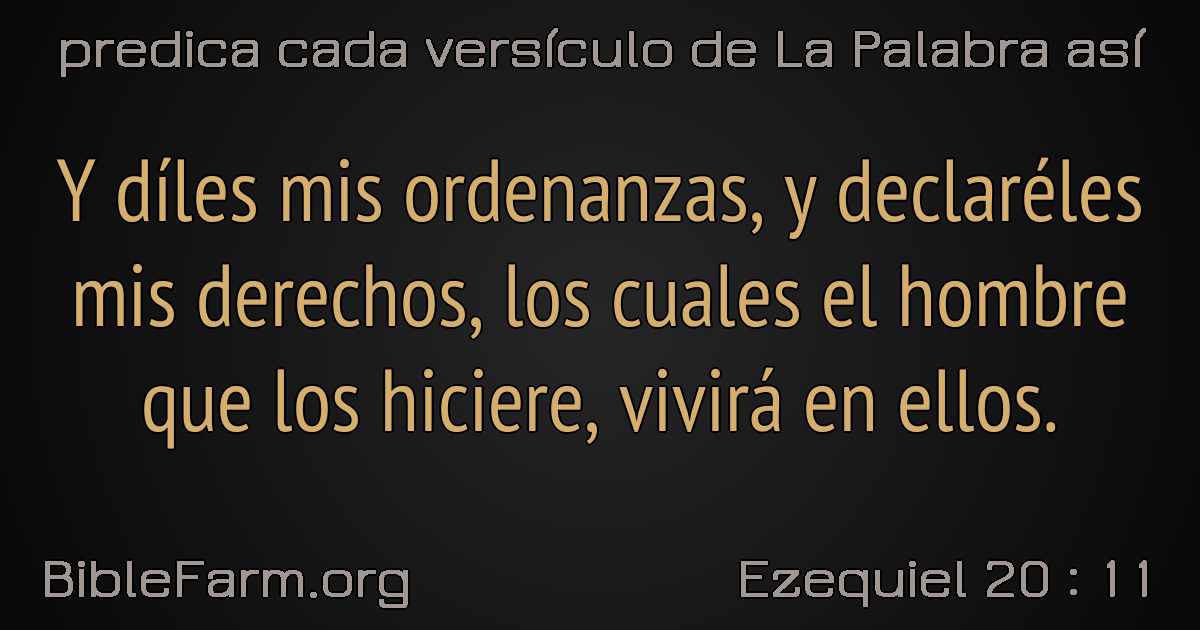 predica cada versículo de La Palabra así
Y díles mis ordenanzas, y declaréles
mis derechos, los cuales el hombre
que los hiciere, vivirá en ellos.
BibleFarm.org
Ezequiel 20 : 11